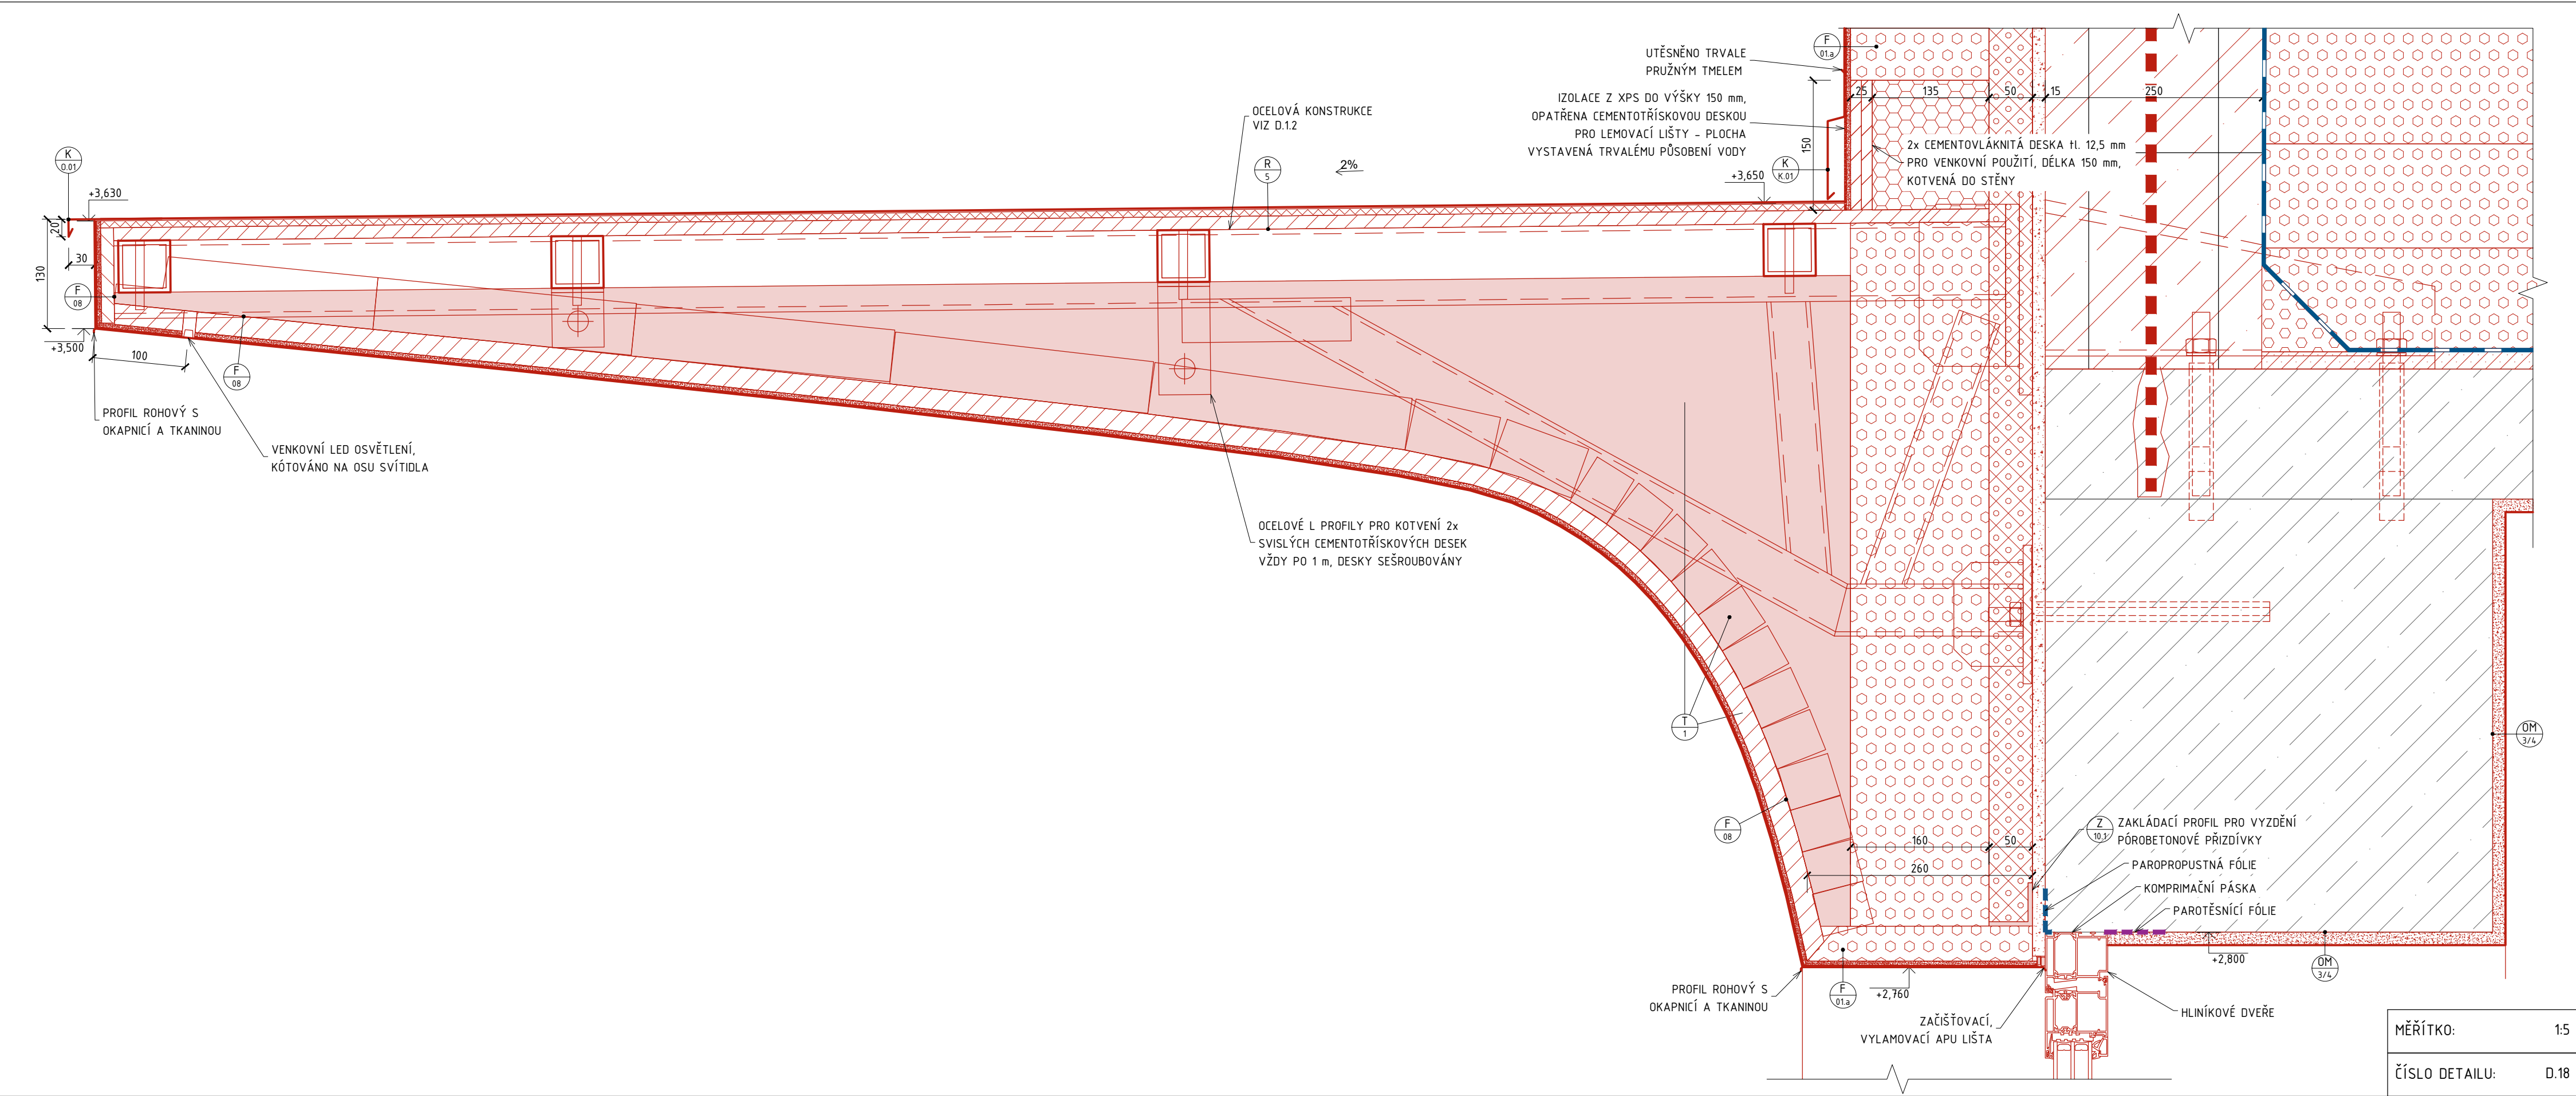 UTĚSNĚNO TRVALE
PRUŽNÝM TMELEM
F
01.a
IZOLACE Z XPS DO VÝŠKY 150 mm,
OPATŘENA CEMENTOTŘÍSKOVOU DESKOU
PRO LEMOVACÍ LIŠTY - PLOCHA
VYSTAVENÁ TRVALÉMU PŮSOBENÍ VODY
25
135
50
15
250
150
2x CEMENTOVLÁKNITÁ DESKA tl. 12,5 mm
PRO VENKOVNÍ POUŽITÍ, DÉLKA 150 mm,
KOTVENÁ DO STĚNY
OCELOVÁ KONSTRUKCE
VIZ D.1.2
K
0.01
R
5
2%
K
K.01
+3,650
+3,630
20
30
130
F
08
+3,500
100
F
08
PROFIL ROHOVÝ S
OKAPNICÍ A TKANINOU
VENKOVNÍ LED OSVĚTLENÍ,
KÓTOVÁNO NA OSU SVÍTIDLA
OCELOVÉ L PROFILY PRO KOTVENÍ 2x
SVISLÝCH CEMENTOTŘÍSKOVÝCH DESEK
VŽDY PO 1 m, DESKY SEŠROUBOVÁNY
T
1
OM
3/4
F
08
160
50
260
Z
10.1
ZAKLÁDACÍ PROFIL PRO VYZDĚNÍ
PÓROBETONOVÉ PŘIZDÍVKY
PAROPROPUSTNÁ FÓLIE
KOMPRIMAČNÍ PÁSKA
PAROTĚSNÍCÍ FÓLIE
+2,800
OM
3/4
PROFIL ROHOVÝ S
OKAPNICÍ A TKANINOU
F
01.a
+2,760
ZAČIŠŤOVACÍ,
VYLAMOVACÍ APU LIŠTA
HLINÍKOVÉ DVEŘE
MĚŘÍTKO: 1:5
ČÍSLO DETAILU: D.18